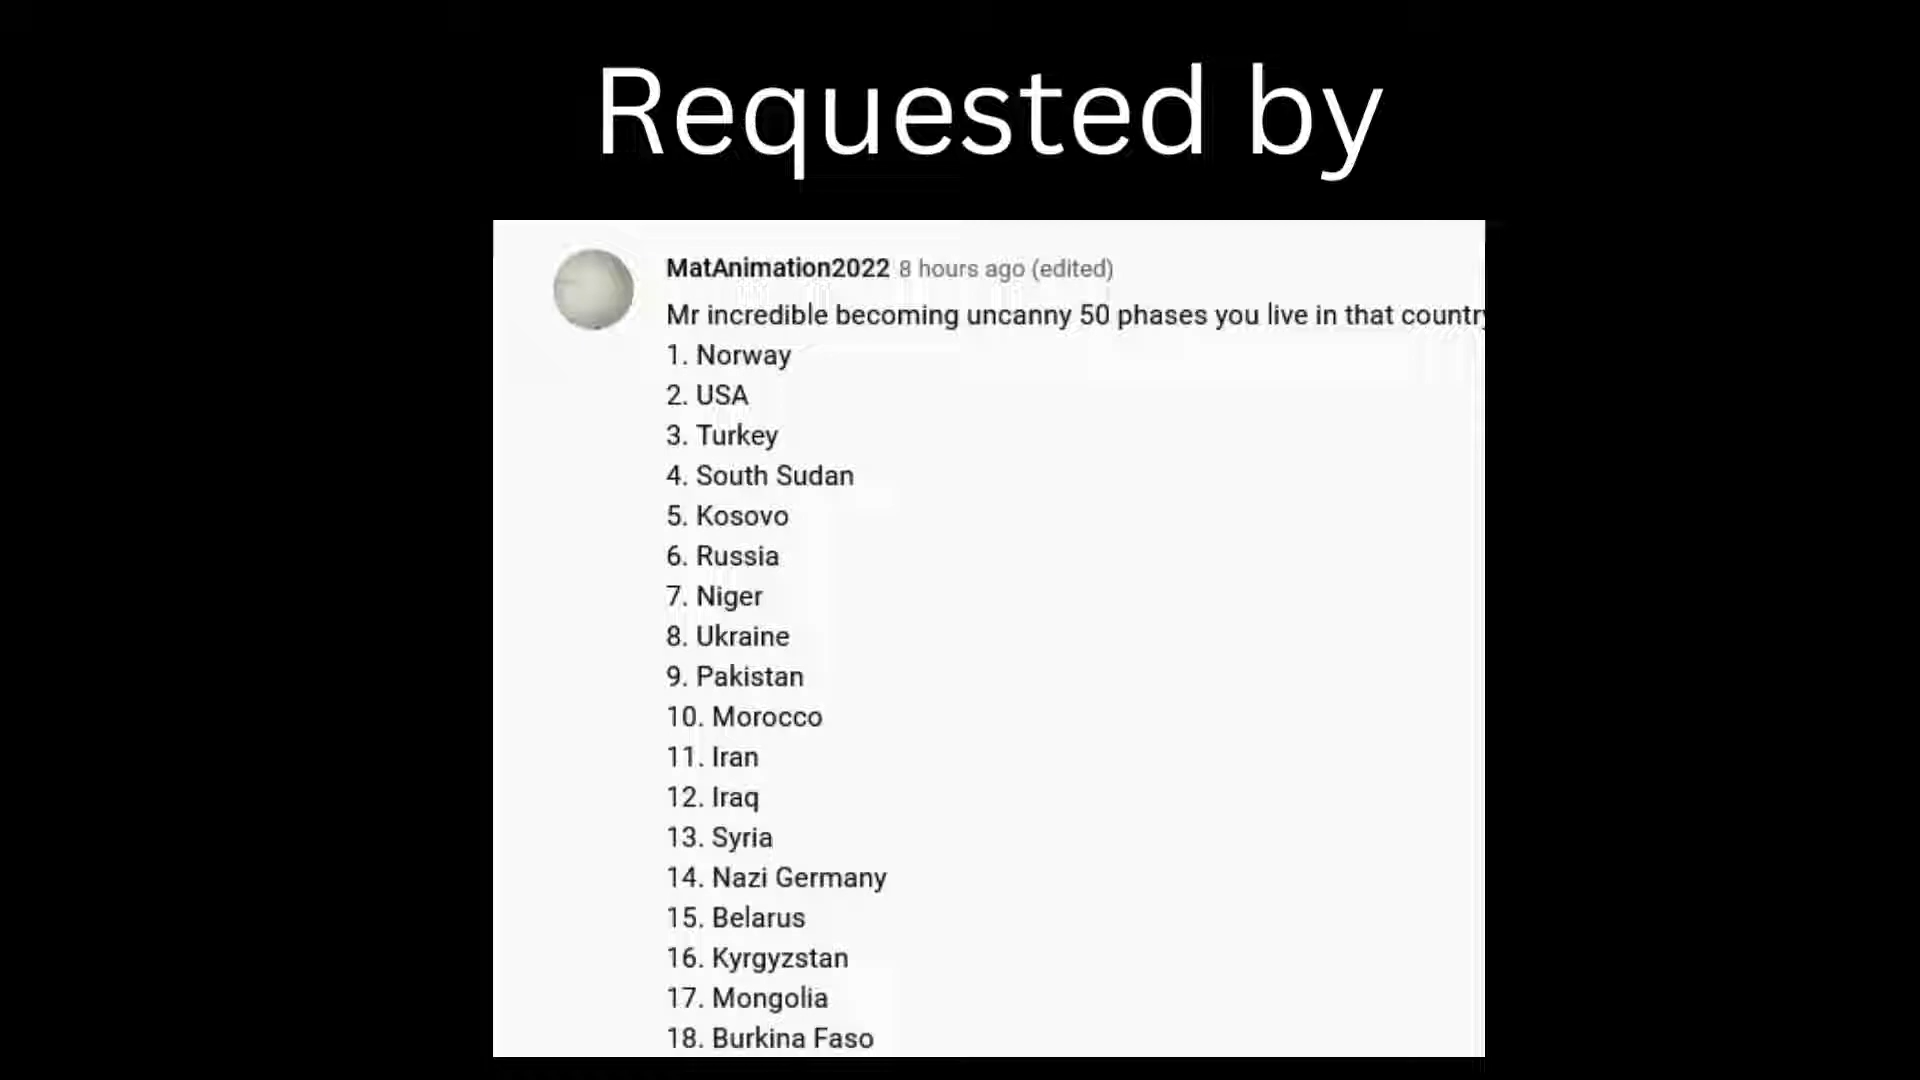 Requested by
MatAnimation2022 8 hours ago (edited)
Mr incredible becoming uncanny 50 phases you live in that country
1. Norway
2. USA
3. Turkey
4. South Sudan
5. Kosovo
6. Russia
7. Niger
8. Ukraine
9. Pakistan
10. Morocco
11. Iran
12. Iraq
13. Syria
14. Nazi Germany
15. Belarus
16. Kyrgyzstan
17. Mongolia
18. Burkina Faso